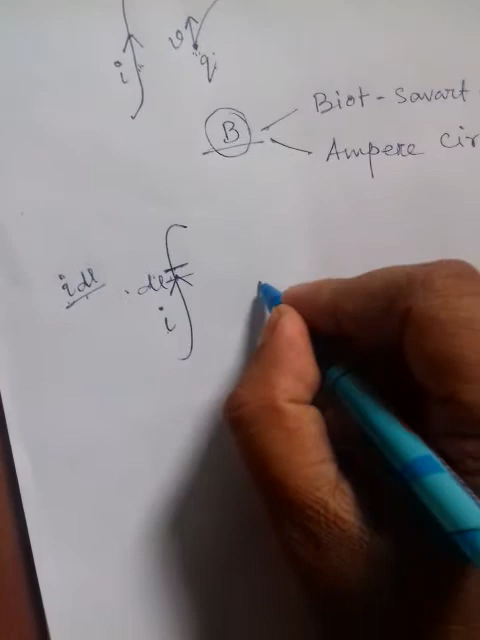 i v "q"
B Biot-Savart
Ampere Cir
idl . dl
i